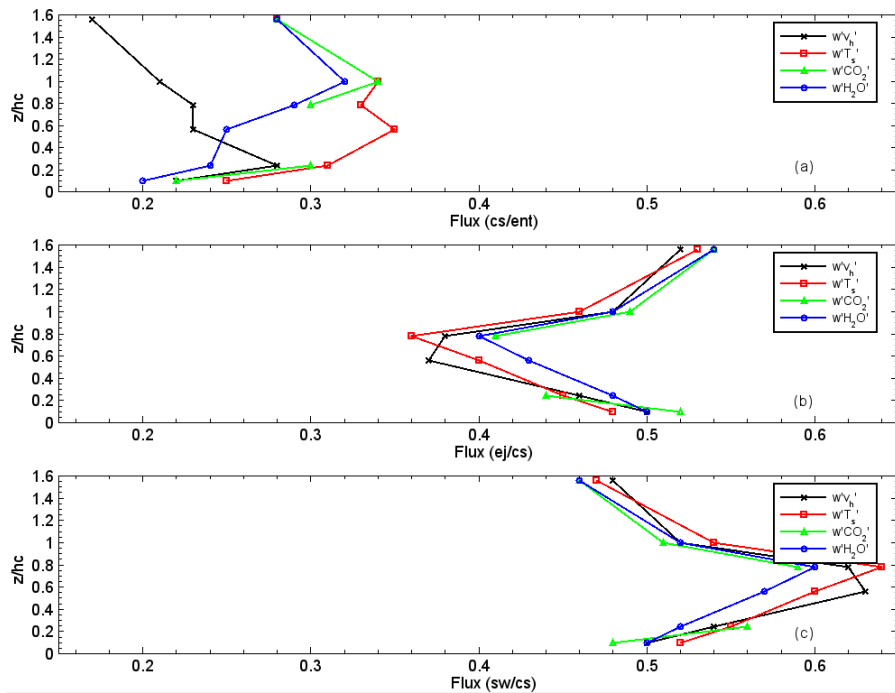 1.6
1.4
1.2
1
0.8
0.6
0.4
0.2
0
z/hc
w'v_h'
w'T_s'
w'CO_2'
w'H_2O'
(a)
0.2 0.3 0.4 0.5 0.6
Flux (cs/ent)
1.6
1.4
1.2
1
0.8
0.6
0.4
0.2
0
z/hc
w'v_h'
w'T_s'
w'CO_2'
w'H_2O'
(b)
0.2 0.3 0.4 0.5 0.6
Flux (ej/cs)
1.6
1.4
1.2
1
0.8
0.6
0.4
0.2
0
z/hc
w'v_h'
w'T_s'
w'CO_2'
w'H_2O'
(c)
0.2 0.3 0.4 0.5 0.6
Flux (sw/cs)